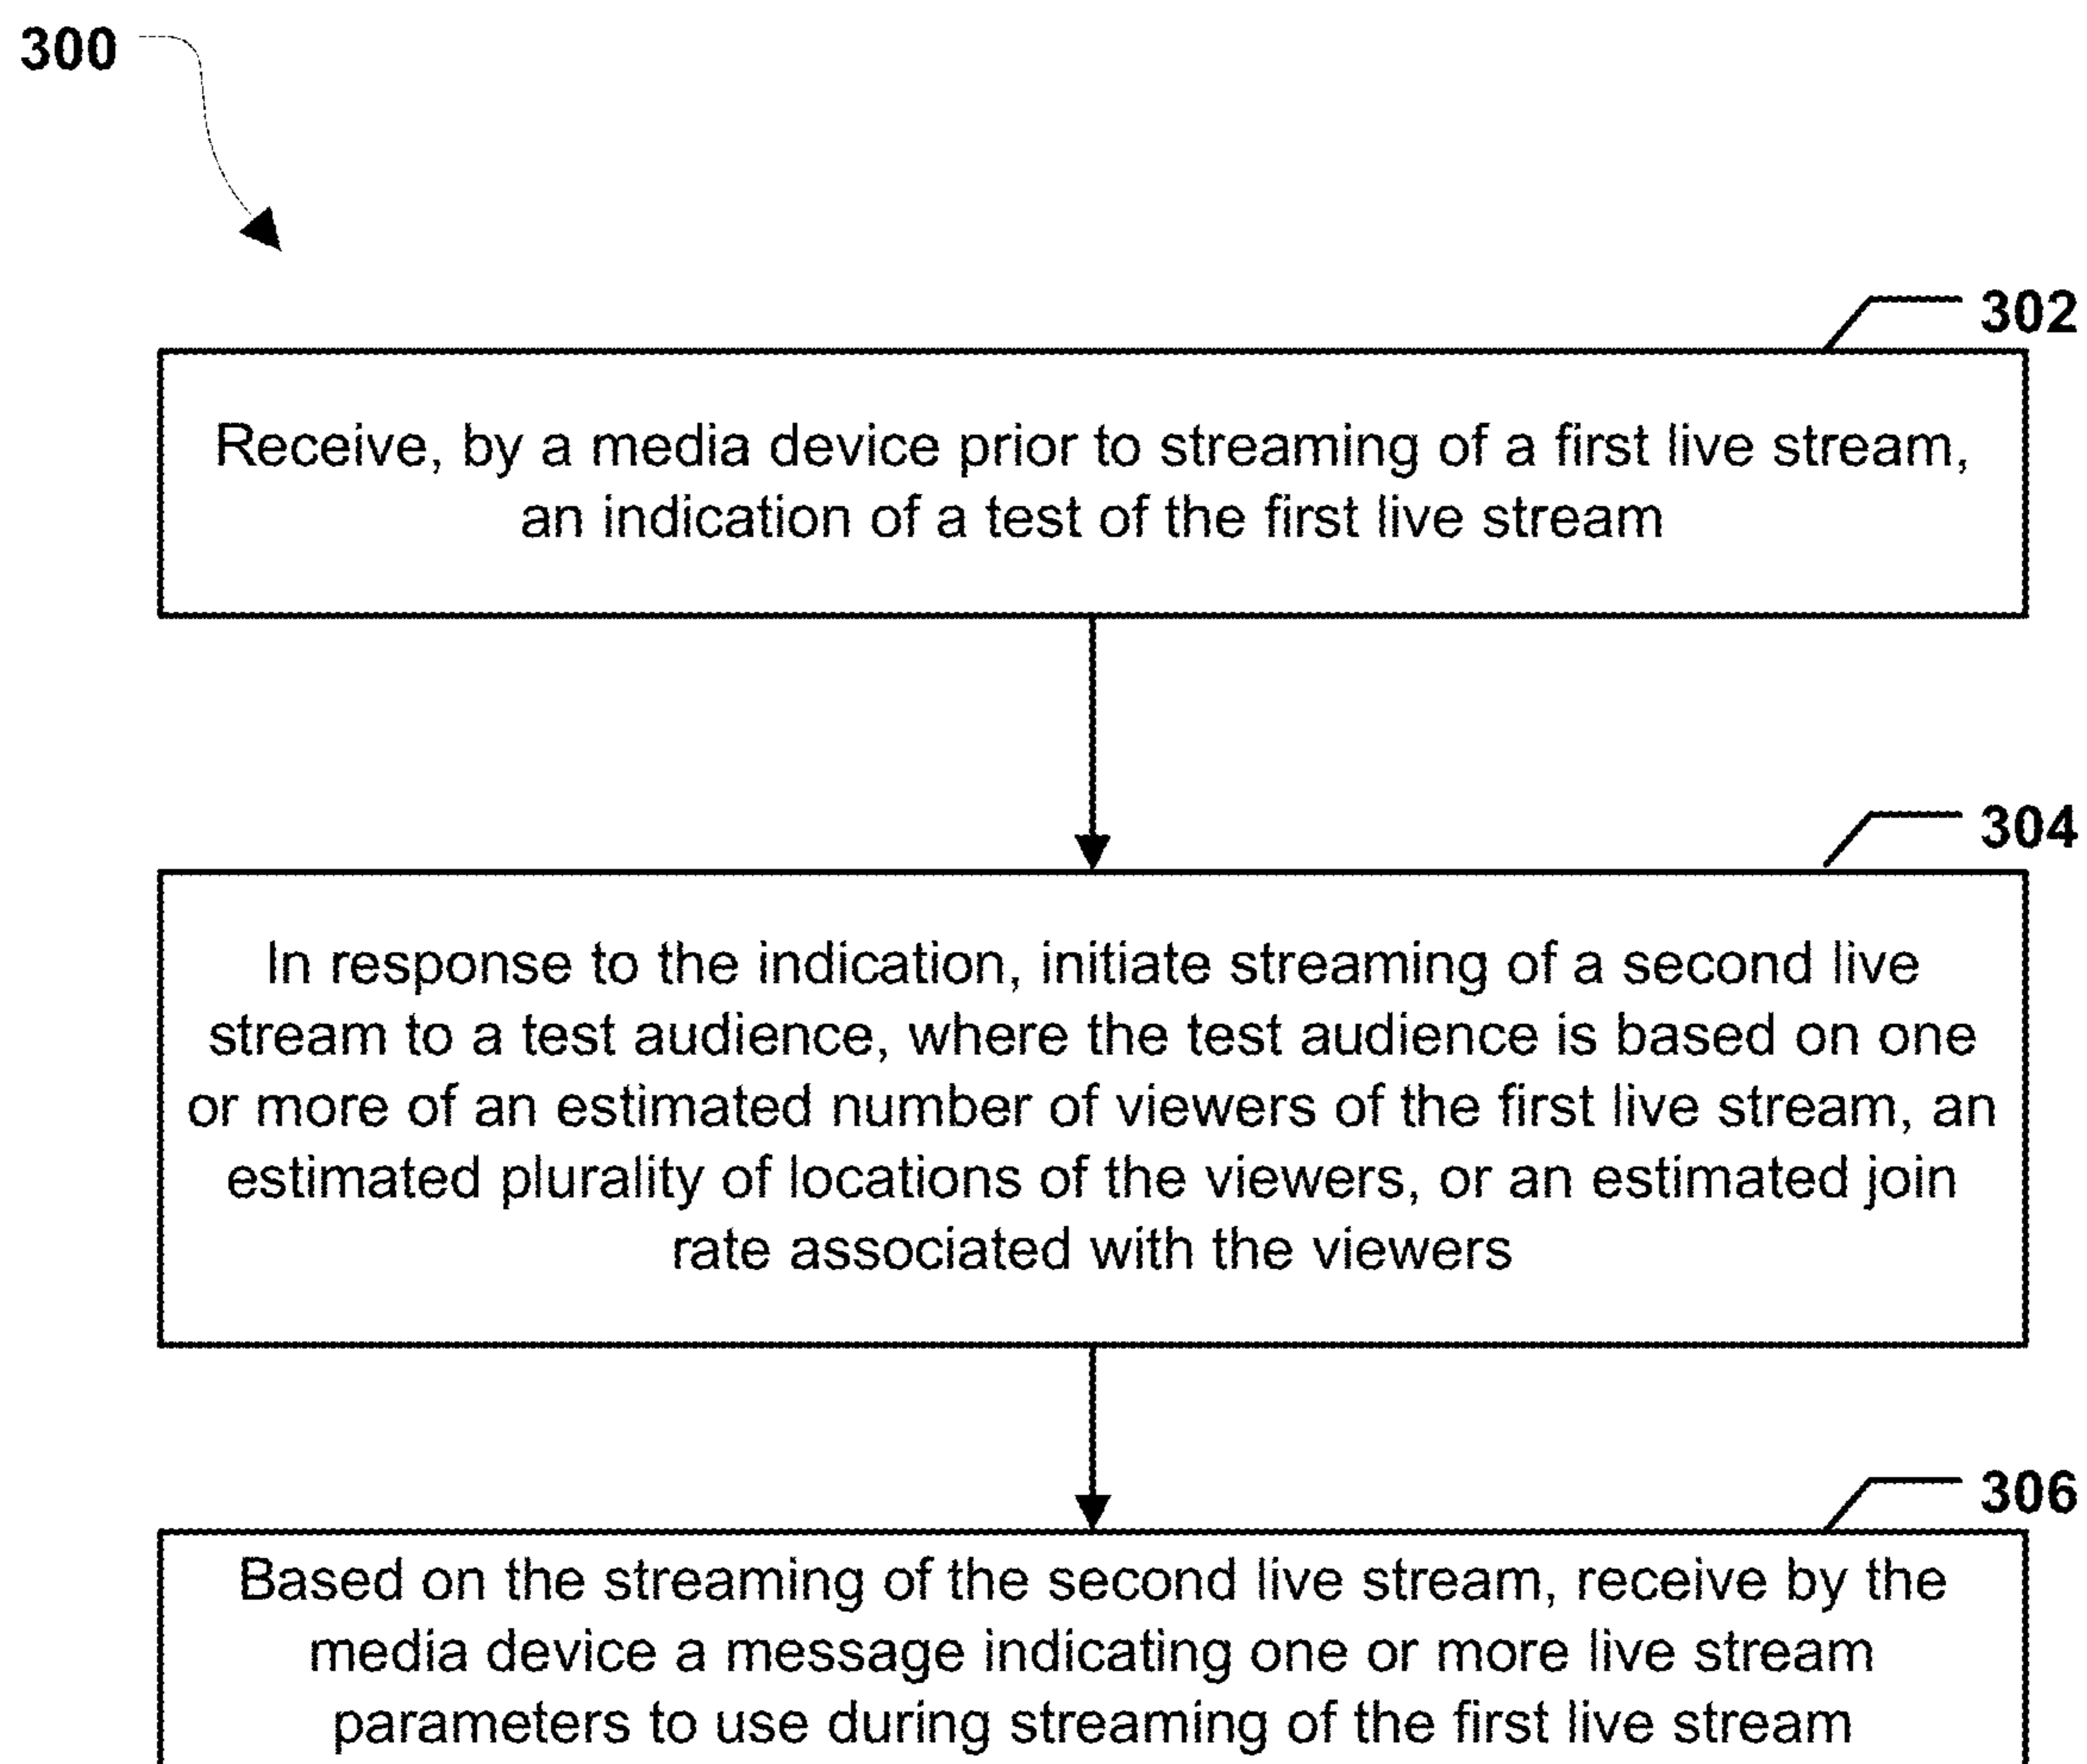 300
302
Receive, by a media device prior to streaming of a first live stream,
an indication of a test of the first live stream
304
In response to the indication, initiate streaming of a second live
stream to a test audience, where the test audience is based on one
or more of an estimated number of viewers of the first live stream, an
estimated plurality of locations of the viewers, or an estimated join
rate associated with the viewers
306
Based on the streaming of the second live stream, receive by the
media device a message indicating one or more live stream
parameters to use during streaming of the first live stream